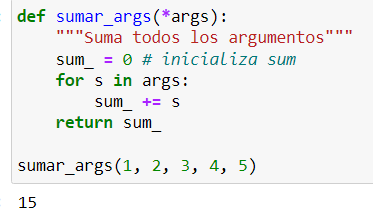 def sumar_args(*args):
    """Suma todos los argumentos"""
    sum_ = 0 # inicializa sum
    for s in args:
        sum_ += s
    return sum_

sumar_args(1, 2, 3, 4, 5)
15